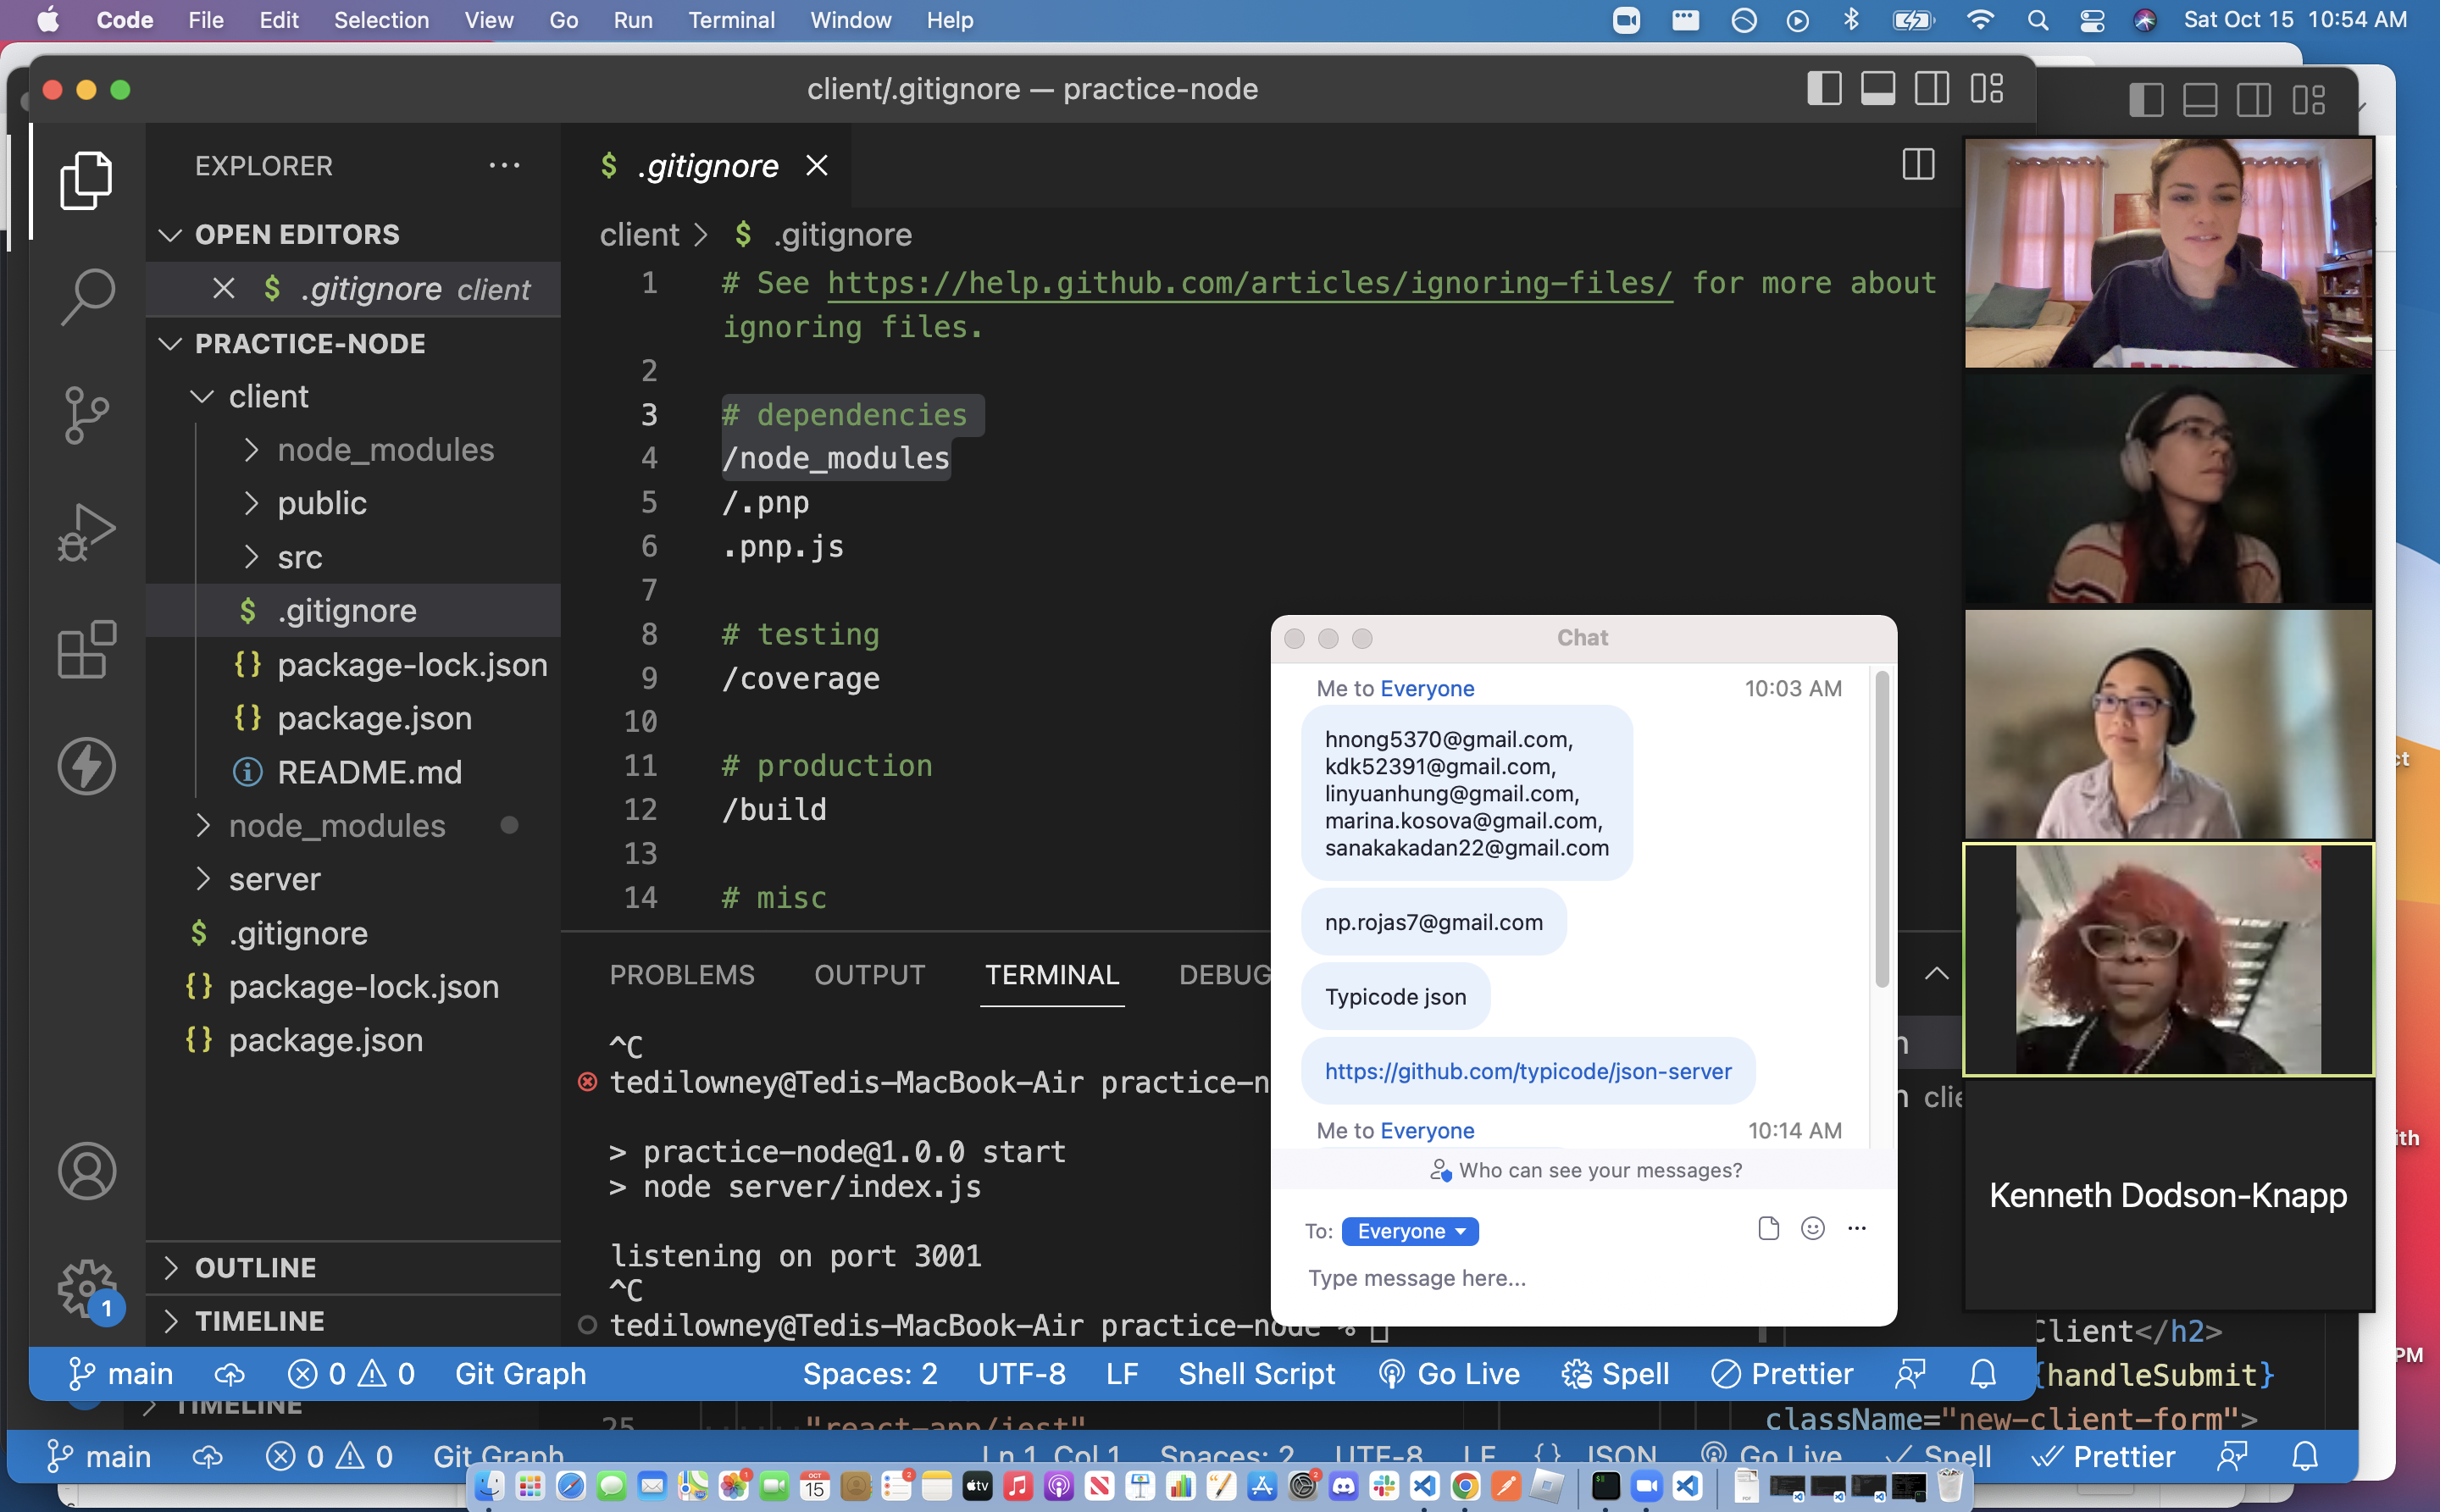 Code File Edit Selection View Go Run Terminal Window Help Sat Oct 15 10:54 AM
client/.gitignore — practice-node
EXPLORER
OPEN EDITORS
.gitignore client
PRACTICE-NODE
client
node_modules
public
src
.gitignore
package-lock.json
package.json
README.md
node_modules
server
.gitignore
package-lock.json
package.json
OUTLINE
TIMELINE
1
.gitignore
client > .gitignore
1 # See https://help.github.com/articles/ignoring-files/ for more about
ignoring files.
2
3 # dependencies
4 /node_modules
5 /.pnp
6 .pnp.js
7
8 # testing
9 /coverage
10
11 # production
12 /build
13
14 # misc
PROBLEMS OUTPUT TERMINAL DEBUG
^C
tedilowney@Tedis-MacBook-Air practice-n
> practice-node@1.0.0 start
> node server/index.js
listening on port 3001
^C
tedilowney@Tedis-MacBook-Air practice-node %
Chat
Me to Everyone 10:03 AM
hnong5370@gmail.com,
kdk52391@gmail.com,
linyuanhung@gmail.com,
marina.kosova@gmail.com,
sanakakadan22@gmail.com
np.rojas7@gmail.com
Typicode json
https://github.com/typicode/json-server
Me to Everyone 10:14 AM
Who can see your messages?
To: Everyone
Type message here...
Kenneth Dodson-Knapp
main 0 0 Git Graph Spaces: 2 UTF-8 LF Shell Script Go Live Spell Prettier
Client</h2>
{handleSubmit}
className="new-client-form">
TIMELINE
25 "react-app/jest"
main 0 0 Git Graph Ln 1, Col 1 Spaces: 2 UTF-8 LF {} JSON Go Live Spell Prettier
PM
OCT
15
tv